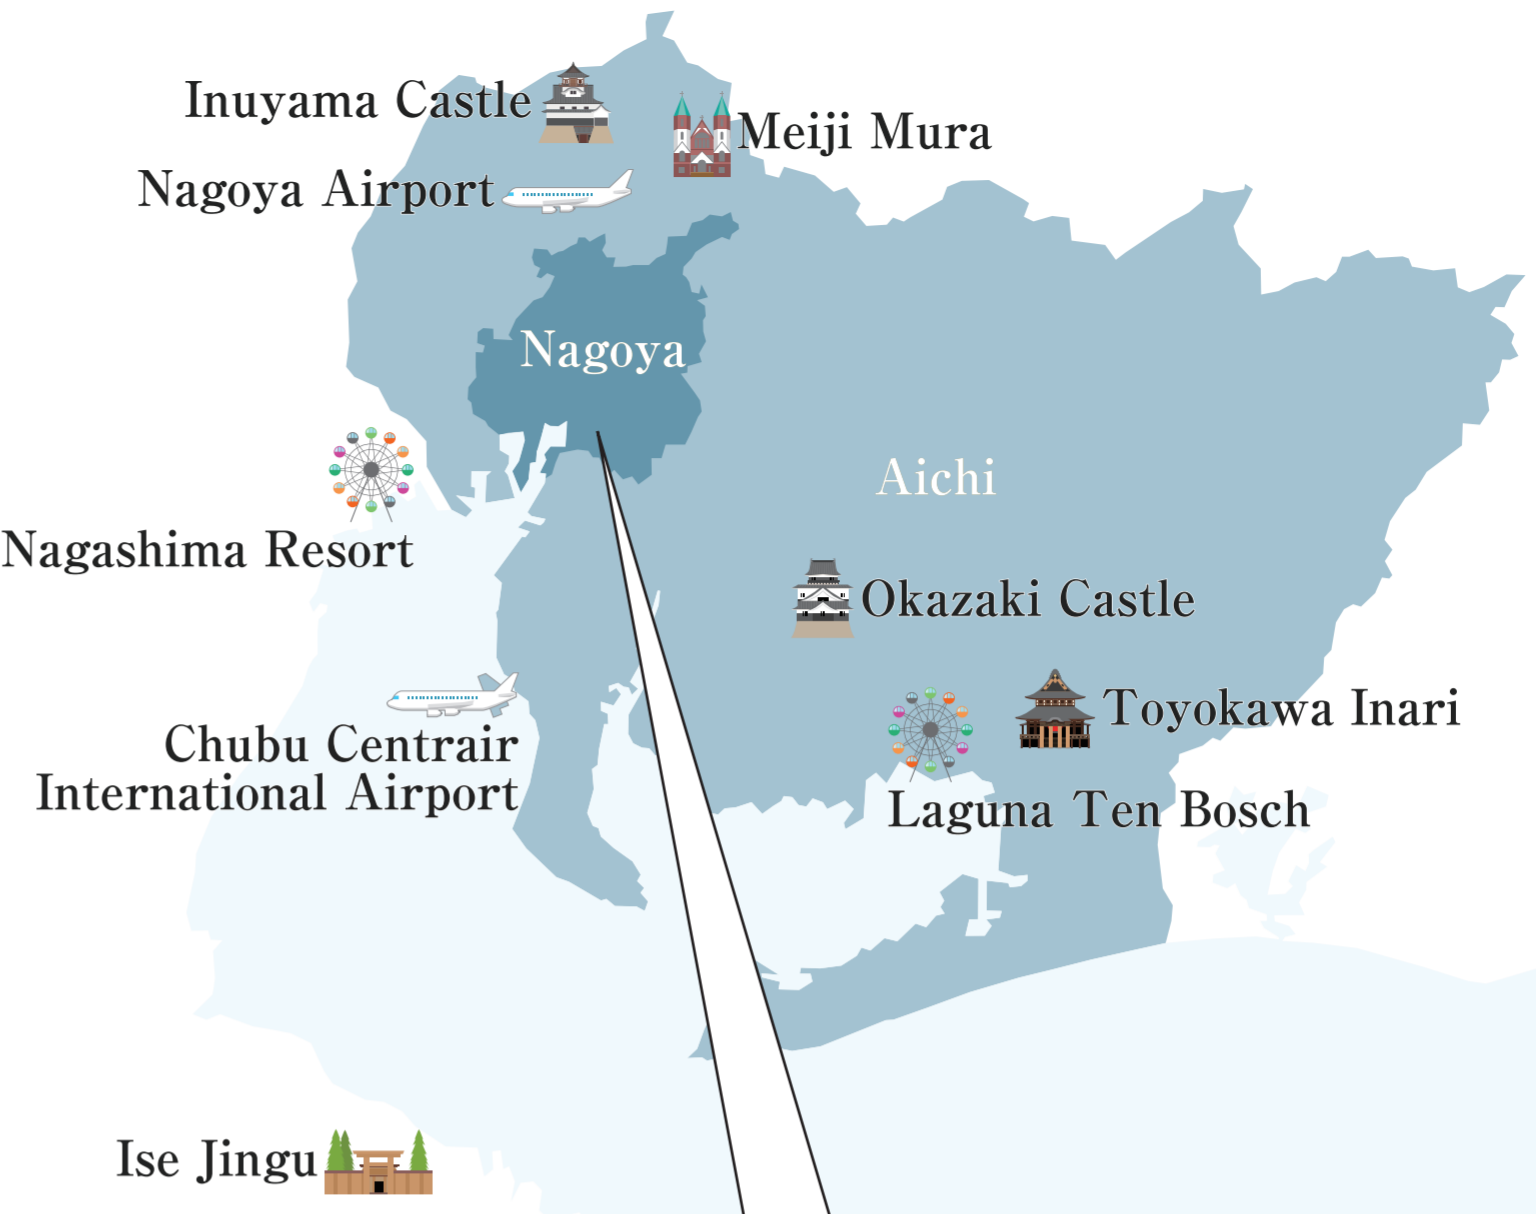 Inuyama Castle
Meiji Mura
Nagoya Airport
Nagoya
Aichi
Nagashima Resort
Okazaki Castle
Toyokawa Inari
Chubu Centrair
International Airport
Laguna Ten Bosch
Ise Jingu